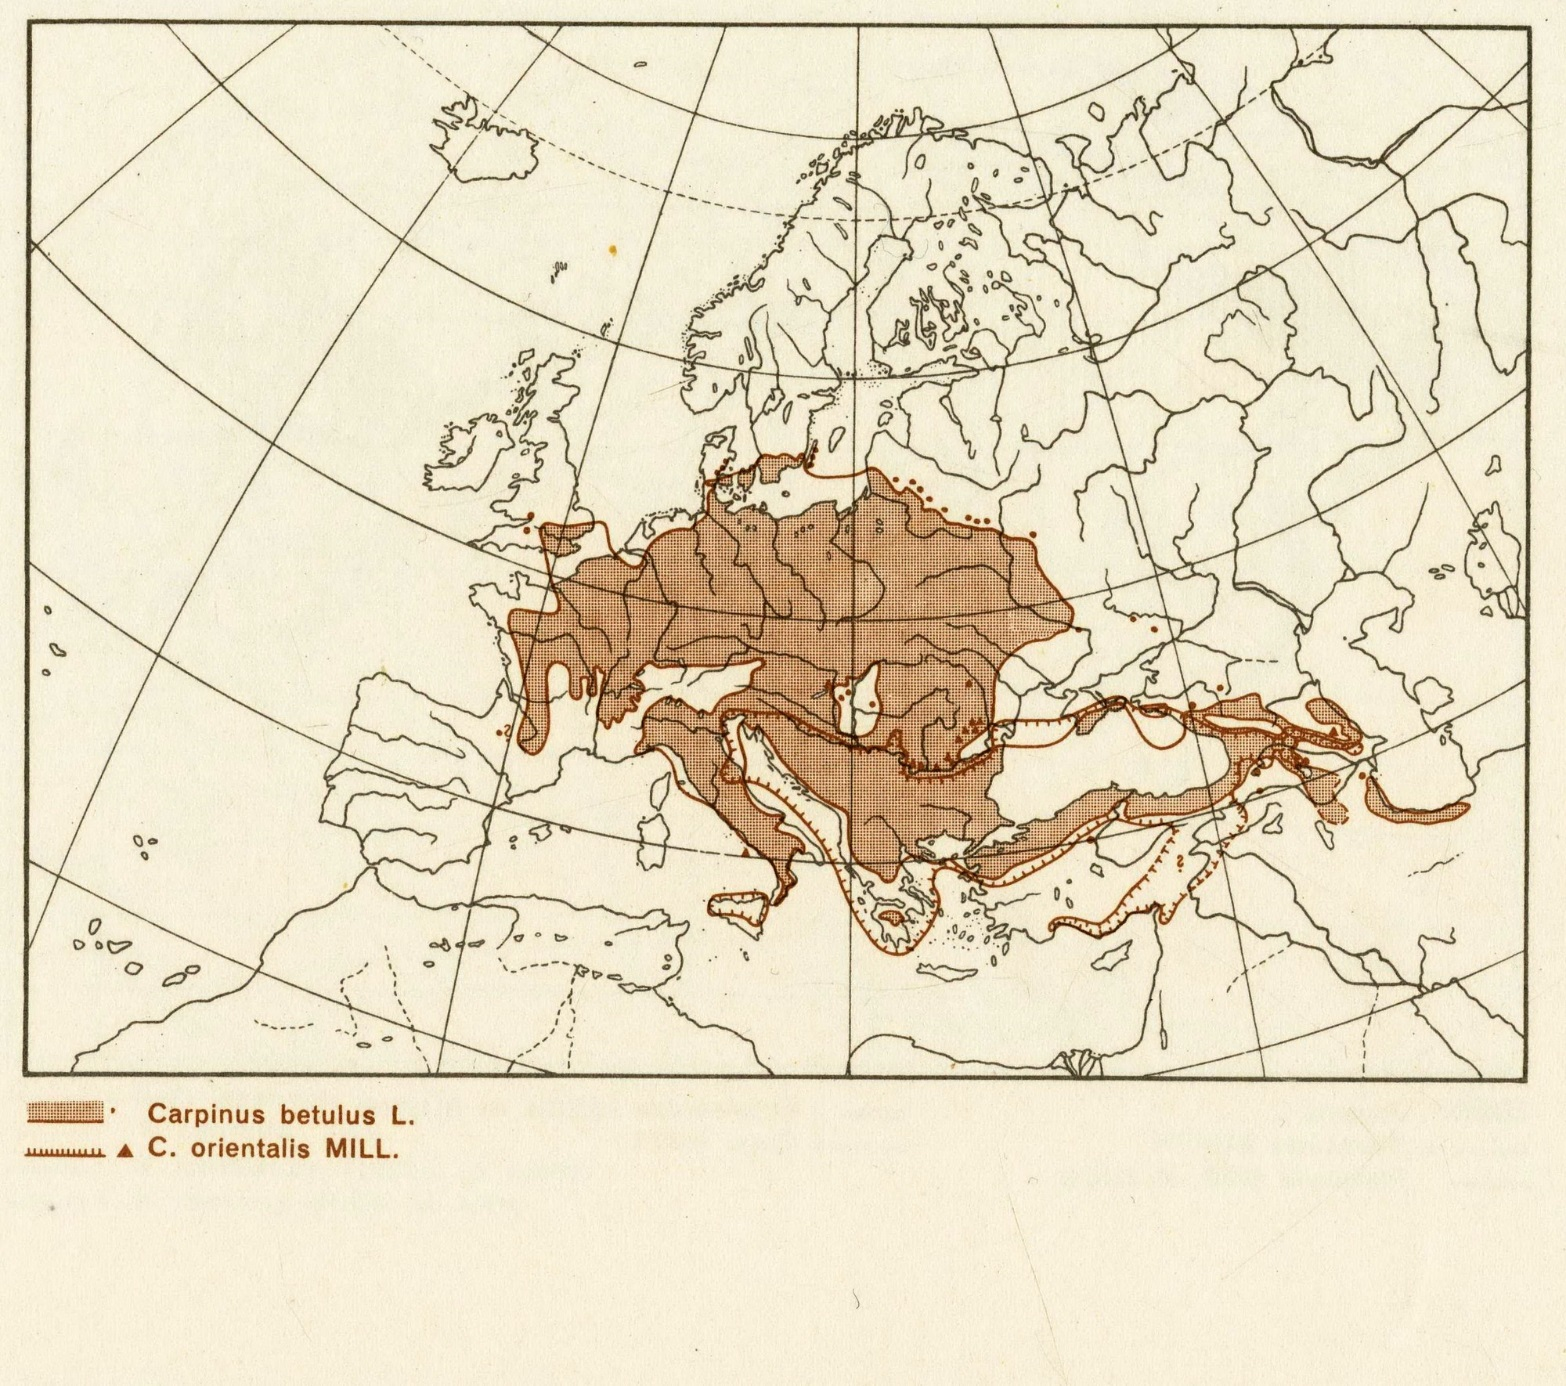 ?
?
Carpinus betulus L.
C. orientalis MILL.